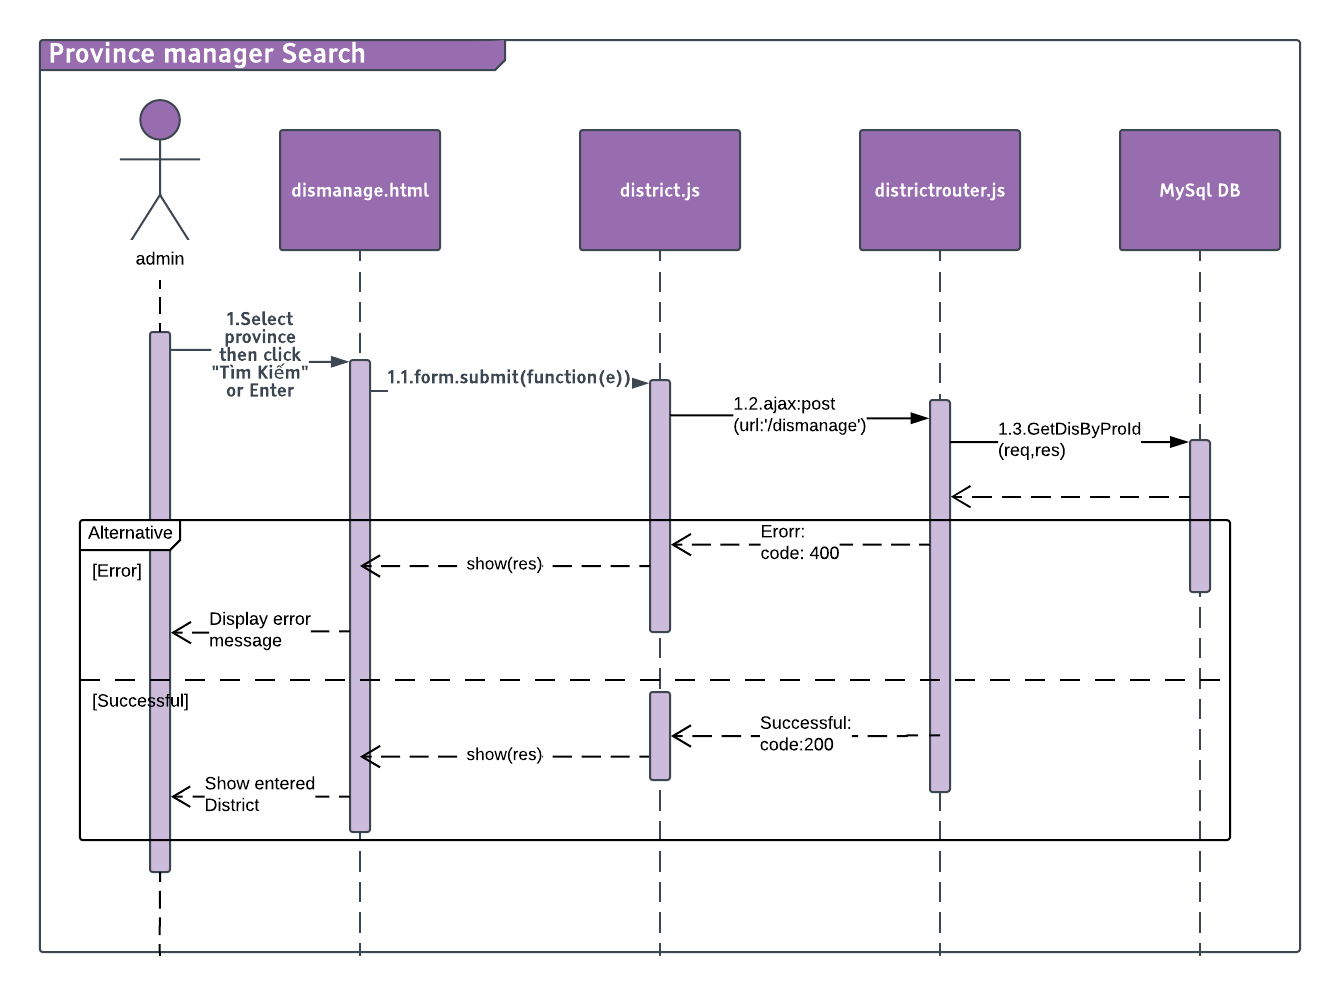 Province manager Search
dismanage.html
district.js
districtrouter.js
MySql DB
admin
1.Select
province
then click
"Tìm Kiếm"
or Enter
1.1.form.submit(function(e))
1.2.ajax:post
(url:'/dismanage')
1.3.GetDisByProId
(req,res)
Alternative
Erorr:
code: 400
[Error]
show(res)
Display error
message
[Successful]
Successful:
code:200
show(res)
Show entered
District